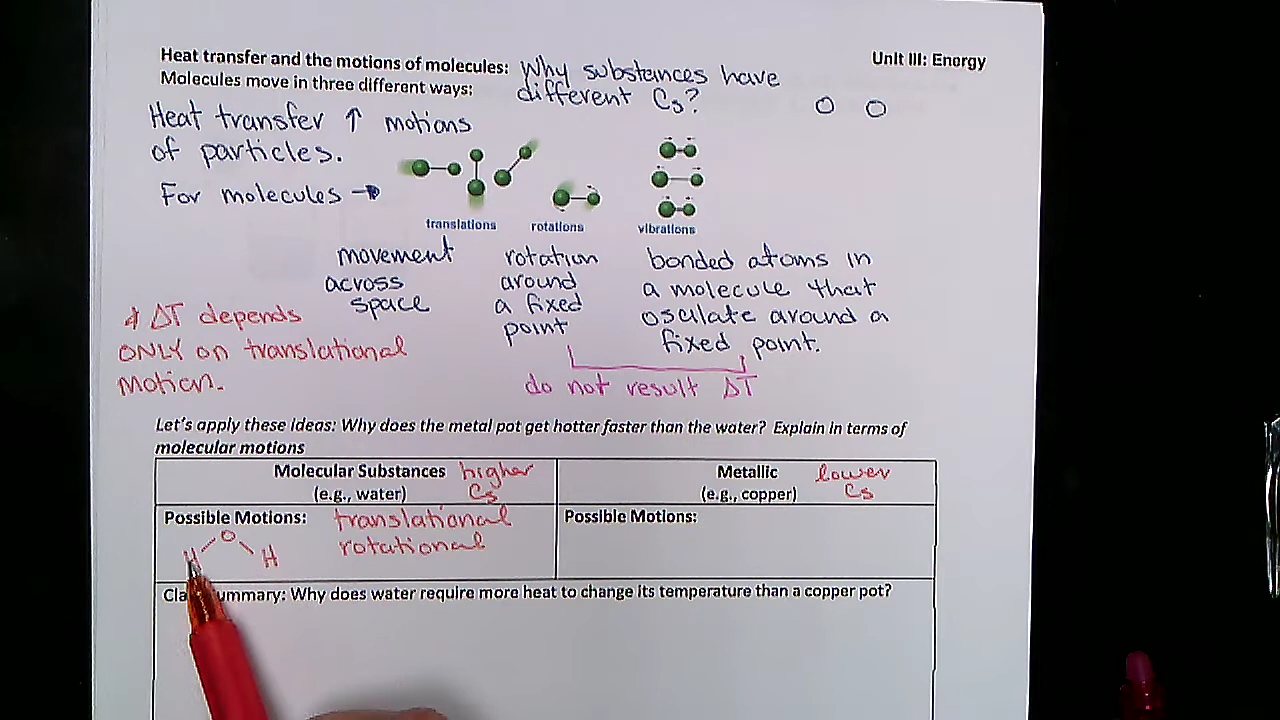 Heat transfer and the motions of molecules: Why substances have
Unit III: Energy
Molecules move in three different ways: different Cs?
Heat transfer ↑ motions
of particles.
For molecules →
translations rotations vibrations
movement
across
space
rotation
around
a fixed
point
bonded atoms in
a molecule that
oscilate around a
fixed point.
ΔT depends
ONLY on translational
motion.
do not result ΔT
Let's apply these ideas: Why does the metal pot get hotter faster than the water? Explain in terms of
molecular motions
Molecular Substances higher
(e.g., water) Cs
Metallic lower
(e.g., copper) Cs
Possible Motions: translational
rotational
O
H H
Possible Motions:
Summary: Why does water require more heat to change its temperature than a copper pot?